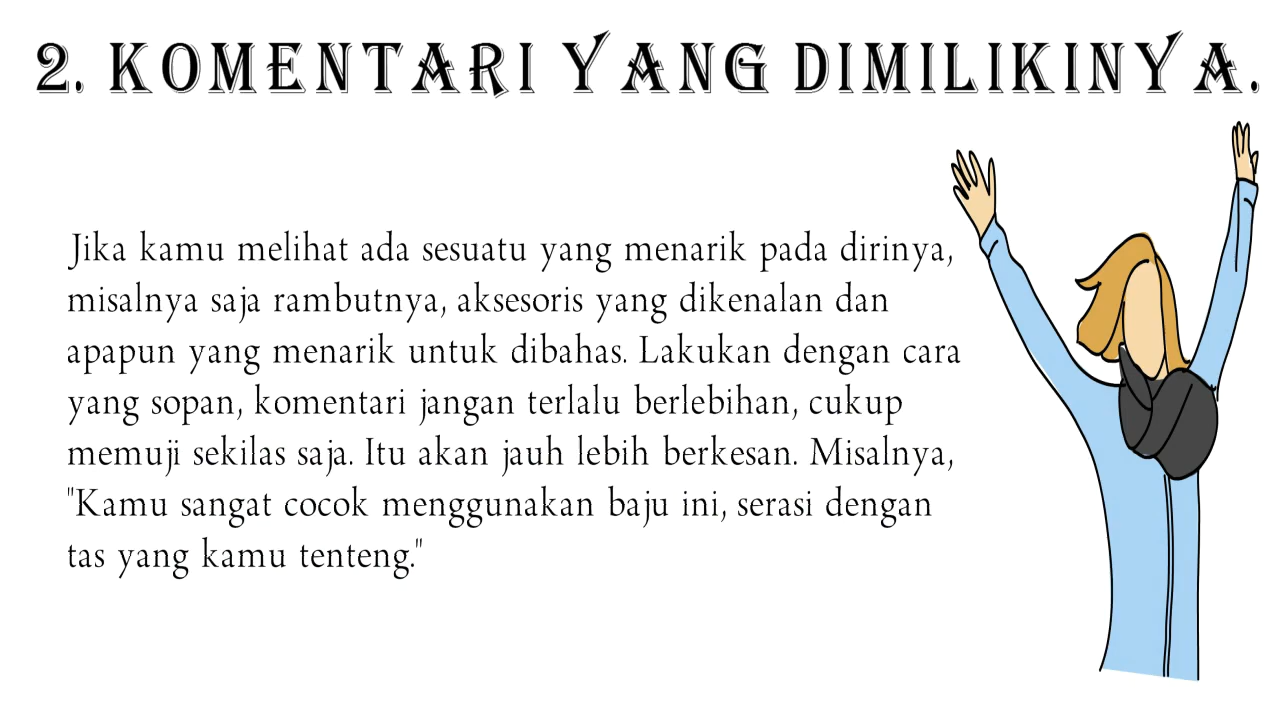 2. KOMENTARI YANG DIMILIKINYA.
Jika kamu melihat ada sesuatu yang menarik pada dirinya,
misalnya saja rambutnya, aksesoris yang dikenalan dan
apapun yang menarik untuk dibahas. Lakukan dengan cara
yang sopan, komentari jangan terlalu berlebihan, cukup
memuji sekilas saja. Itu akan jauh lebih berkesan. Misalnya,
"Kamu sangat cocok menggunakan baju ini, serasi dengan
tas yang kamu tenteng."